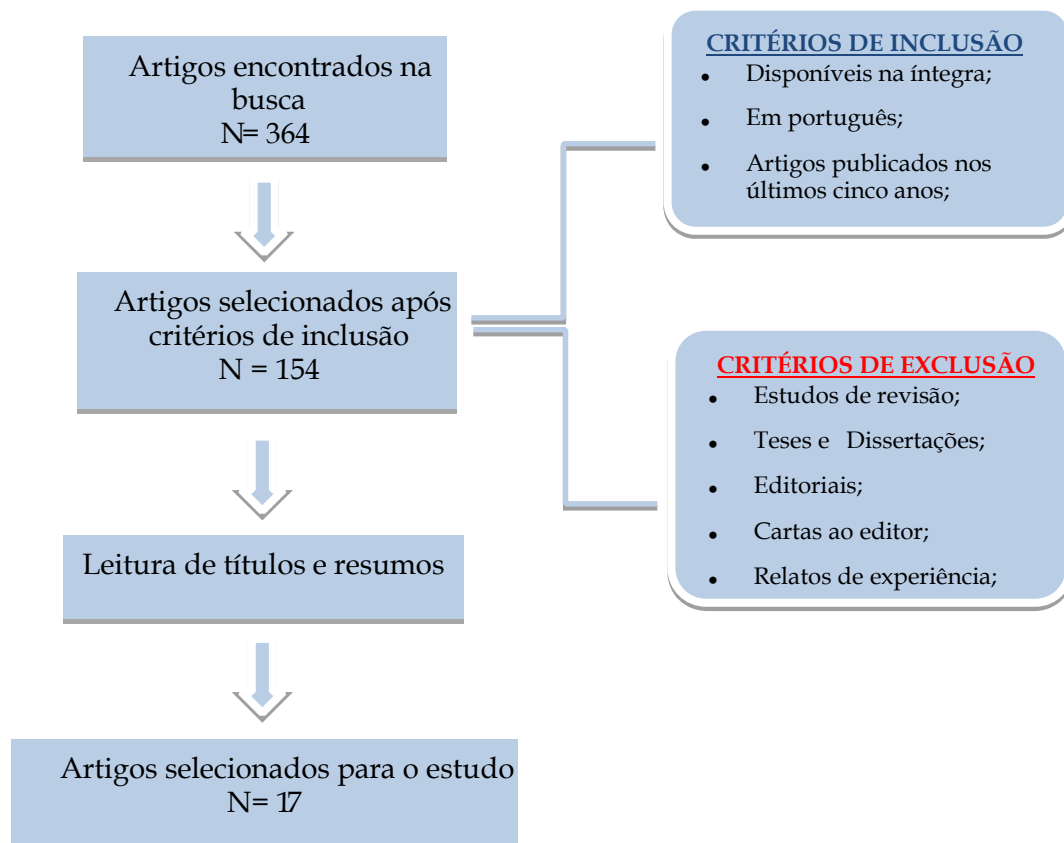 Artigos encontrados na
busca
N= 364
Artigos selecionados após
critérios de inclusão
N = 154
Leitura de títulos e resumos
Artigos selecionados para o estudo
N= 17
CRITÉRIOS DE INCLUSÃO
• Disponíveis na íntegra;
• Em português;
• Artigos publicados nos
últimos cinco anos;
CRITÉRIOS DE EXCLUSÃO
• Estudos de revisão;
• Teses e Dissertações;
• Editoriais;
• Cartas ao editor;
• Relatos de experiência;